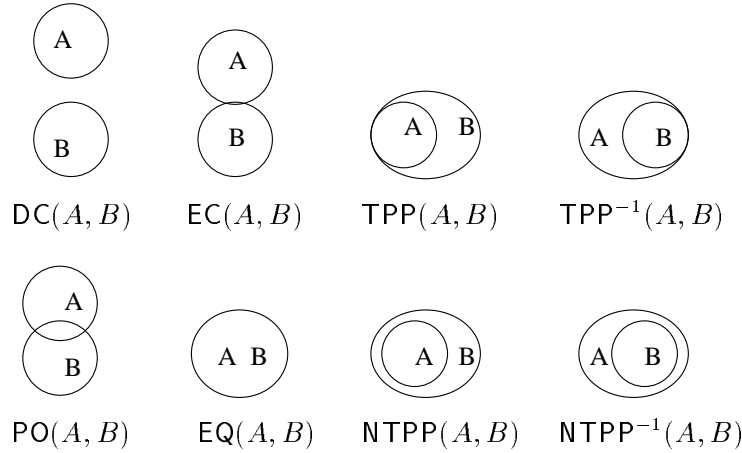 A
A
A B
A B
B
B
DC(A, B) EC(A, B) TPP(A, B) TPP⁻¹(A, B)
A
B
A B
A B
A B
PO(A, B) EQ(A, B) NTPP(A, B) NTPP⁻¹(A, B)